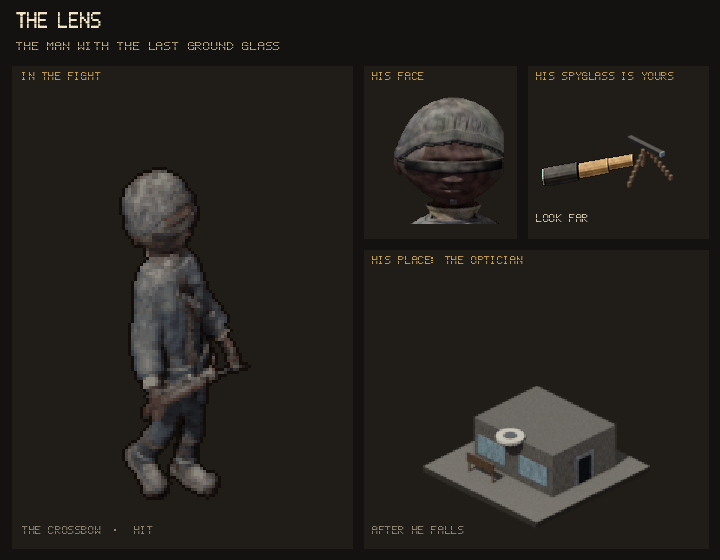 THE LENS
THE MAN WITH THE LAST GROUND GLASS
IN THE FIGHT
HIS FACE
HIS SPYGLASS IS YOURS
LOOK FAR
HIS PLACE: THE OPTICIAN
THE CROSSBOW · HIT
AFTER HE FALLS